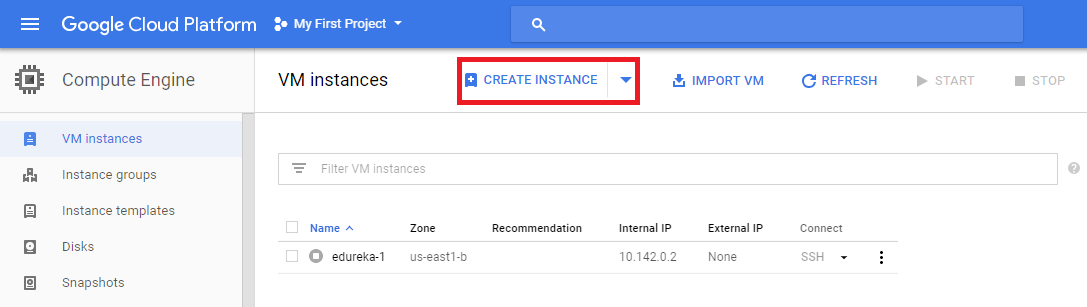 Google Cloud Platform My First Project
Compute Engine
VM instances CREATE INSTANCE IMPORT VM REFRESH START STOP
VM instances
Instance groups
Instance templates
Disks
Snapshots
Filter VM instances ?
Name Zone Recommendation Internal IP External IP Connect
edureka-1 us-east1-b 10.142.0.2 None SSH